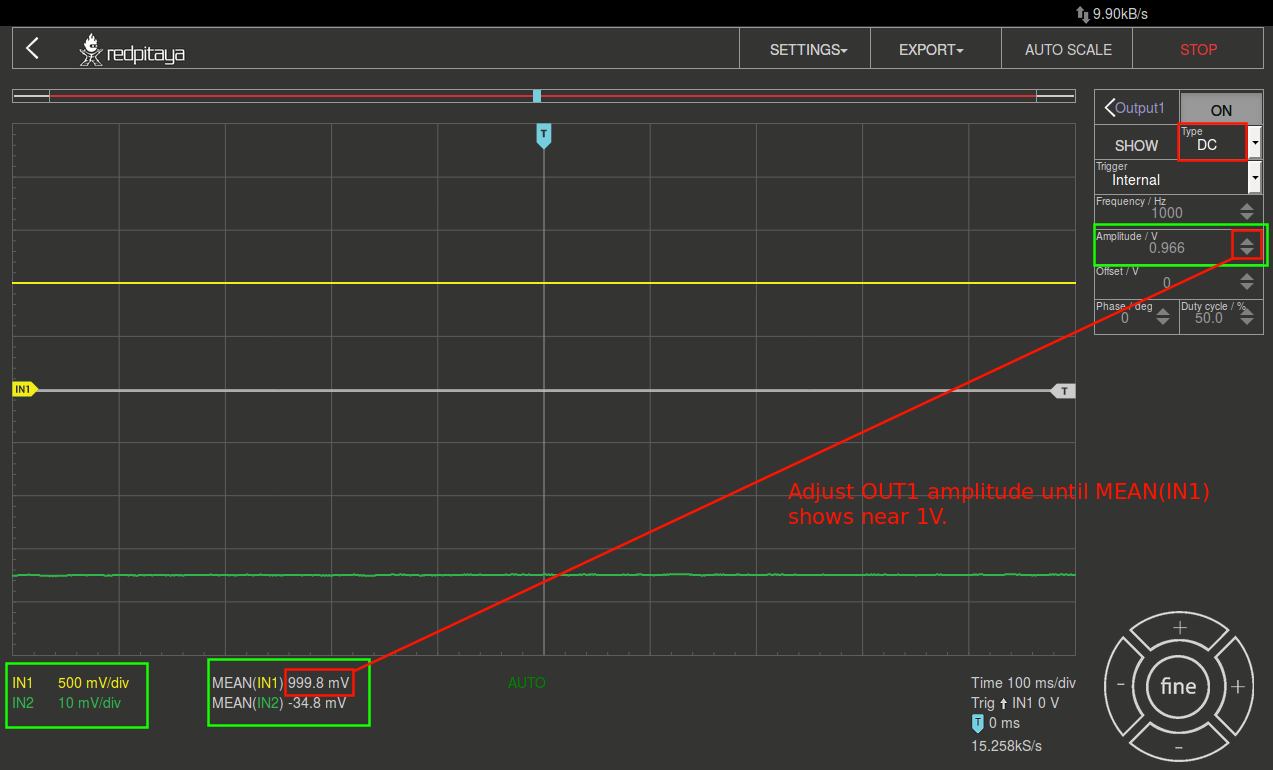 9.90kB/s
redpitaya
SETTINGS
EXPORT
AUTO SCALE
STOP
Output1
ON
T
SHOW
Type
DC
Trigger
Internal
Frequency / Hz
1000
Amplitude / V
0.966
Offset / V
0
Phase / deg
0
Duty cycle / %
50.0
IN1
T
Adjust OUT1 amplitude until MEAN(IN1)
shows near 1V.
IN1 500 mV/div
IN2 10 mV/div
MEAN(IN1) 999.8 mV
MEAN(IN2) -34.8 mV
AUTO
Time 100 ms/div
Trig IN1 0 V
T 0 ms
15.258kS/s
+
-
fine
+
-